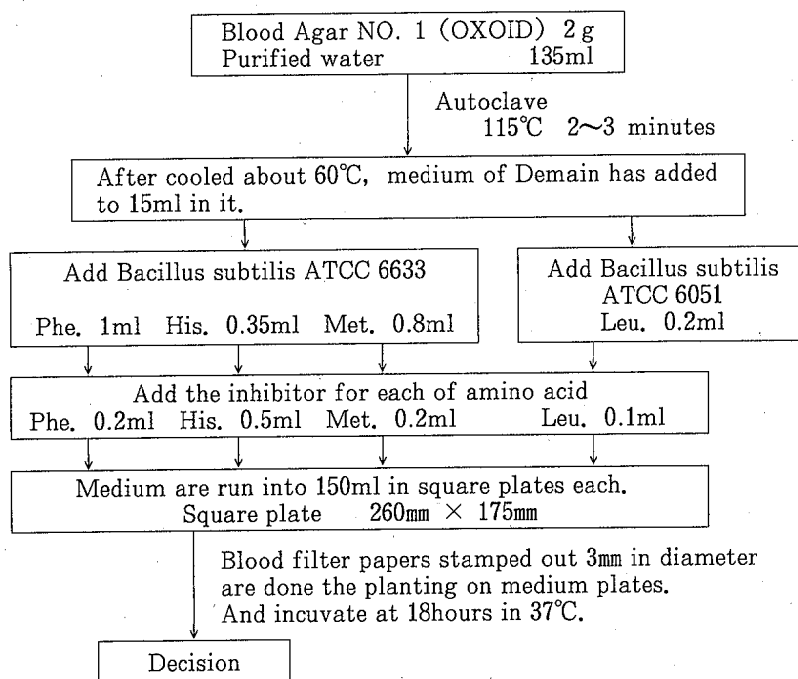 Blood Agar NO. 1 (OXOID) 2 g
Purified water 135ml
Autoclave
115℃ 2～3 minutes
After cooled about 60℃, medium of Demain has added
to 15ml in it.
Add Bacillus subtilis ATCC 6633
Phe. 1ml His. 0.35ml Met. 0.8ml
Add Bacillus subtilis
ATCC 6051
Leu. 0.2ml
Add the inhibitor for each of amino acid
Phe. 0.2ml His. 0.5ml Met. 0.2ml Leu. 0.1ml
Medium are run into 150ml in square plates each.
Square plate 260mm × 175mm
Blood filter papers stamped out 3mm in diameter
are done the planting on medium plates.
And incuvate at 18hours in 37℃.
Decision